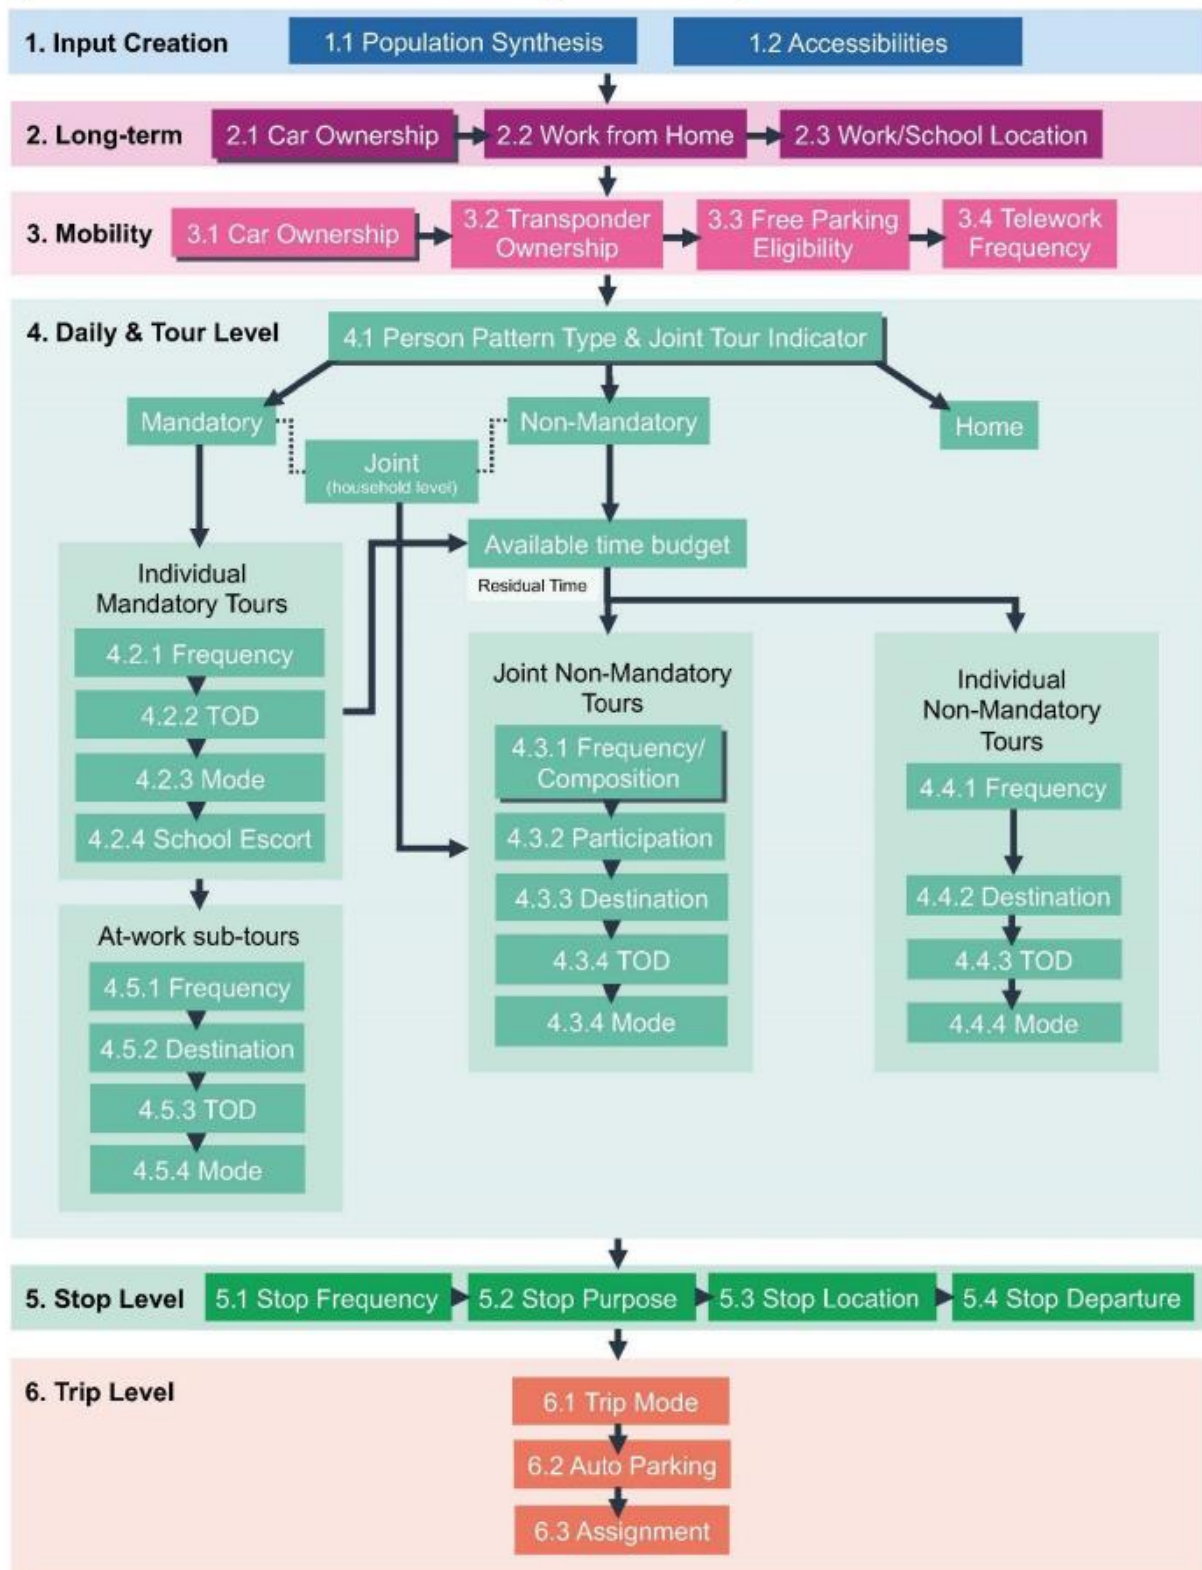 1. Input Creation
1.1 Population Synthesis
1.2 Accessibilities
2. Long-term
2.1 Car Ownership
2.2 Work from Home
2.3 Work/School Location
3. Mobility
3.1 Car Ownership
3.2 Transponder
Ownership
3.3 Free Parking
Eligibility
3.4 Telework
Frequency
4. Daily & Tour Level
4.1 Person Pattern Type & Joint Tour Indicator
Mandatory
Non-Mandatory
Home
Joint
(household level)
Available time budget
Residual Time
Individual
Mandatory Tours
4.2.1 Frequency
4.2.2 TOD
4.2.3 Mode
4.2.4 School Escort
At-work sub-tours
4.5.1 Frequency
4.5.2 Destination
4.5.3 TOD
4.5.4 Mode
Joint Non-Mandatory
Tours
4.3.1 Frequency/
Composition
4.3.2 Participation
4.3.3 Destination
4.3.4 TOD
4.3.4 Mode
Individual
Non-Mandatory
Tours
4.4.1 Frequency
4.4.2 Destination
4.4.3 TOD
4.4.4 Mode
5. Stop Level
5.1 Stop Frequency
5.2 Stop Purpose
5.3 Stop Location
5.4 Stop Departure
6. Trip Level
6.1 Trip Mode
6.2 Auto Parking
6.3 Assignment